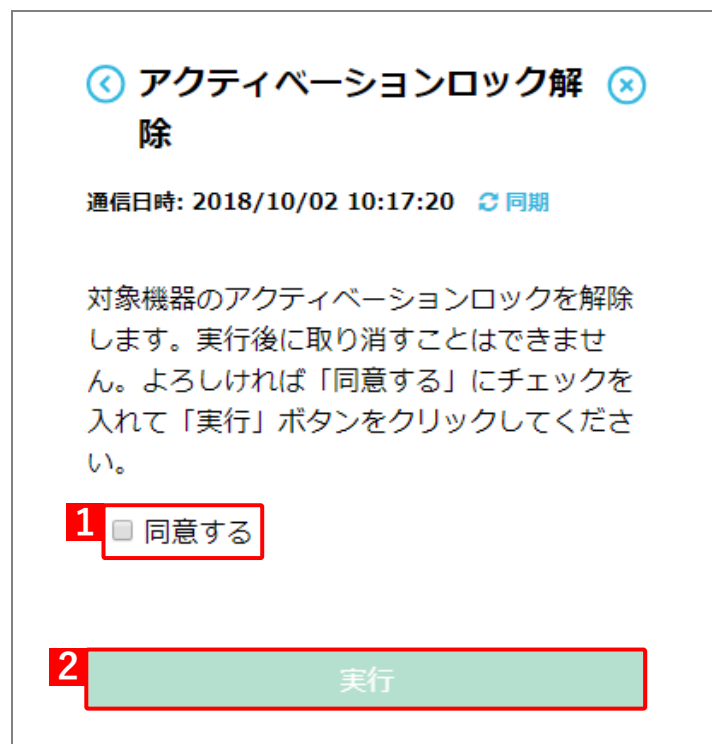 アクティベーションロック解
除
通信日時: 2018/10/02 10:17:20 同期
対象機器のアクティベーションロックを解除
します。実行後に取り消すことはできませ
ん。よろしければ「同意する」にチェックを
入れて「実行」ボタンをクリックしてくださ
い。
1 同意する
2 実行